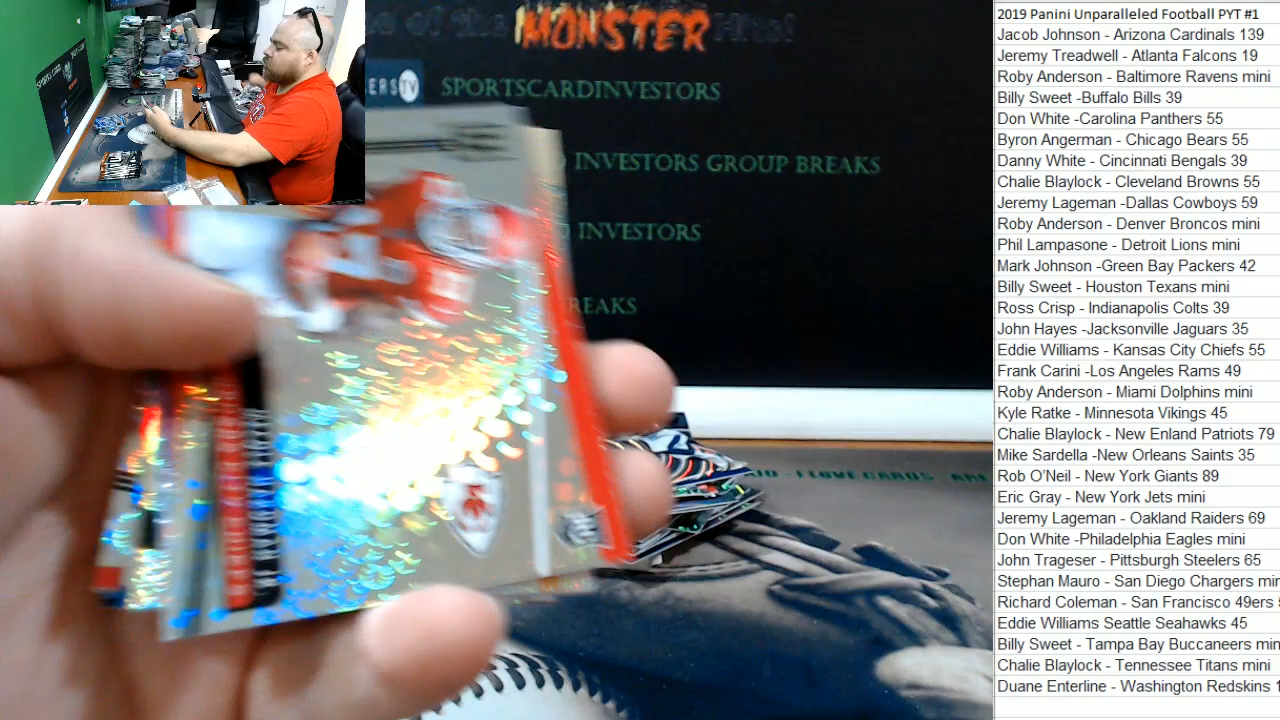 MONSTER
ERSTV
SPORTSCARDINVESTORS
INVESTORS GROUP BREAKS
INVESTORS
REAKS
I LOVE CARDS
2019 Panini Unparalleled Football PYT #1
Jacob Johnson - Arizona Cardinals 139
Jeremy Treadwell - Atlanta Falcons 19
Roby Anderson - Baltimore Ravens mini
Billy Sweet -Buffalo Bills 39
Don White -Carolina Panthers 55
Byron Angerman - Chicago Bears 55
Danny White - Cincinnati Bengals 39
Chalie Blaylock - Cleveland Browns 55
Jeremy Lageman -Dallas Cowboys 59
Roby Anderson - Denver Broncos mini
Phil Lampasone - Detroit Lions mini
Mark Johnson -Green Bay Packers 42
Billy Sweet - Houston Texans mini
Ross Crisp - Indianapolis Colts 39
John Hayes -Jacksonville Jaguars 35
Eddie Williams - Kansas City Chiefs 55
Frank Carini -Los Angeles Rams 49
Roby Anderson - Miami Dolphins mini
Kyle Ratke - Minnesota Vikings 45
Chalie Blaylock - New Enland Patriots 79
Mike Sardella -New Orleans Saints 35
Rob O'Neil - New York Giants 89
Eric Gray - New York Jets mini
Jeremy Lageman - Oakland Raiders 69
Don White -Philadelphia Eagles mini
John Trageser - Pittsburgh Steelers 65
Stephan Mauro - San Diego Chargers min
Richard Coleman - San Francisco 49ers
Eddie Williams Seattle Seahawks 45
Billy Sweet - Tampa Bay Buccaneers min
Chalie Blaylock - Tennessee Titans mini
Duane Enterline - Washington Redskins 1